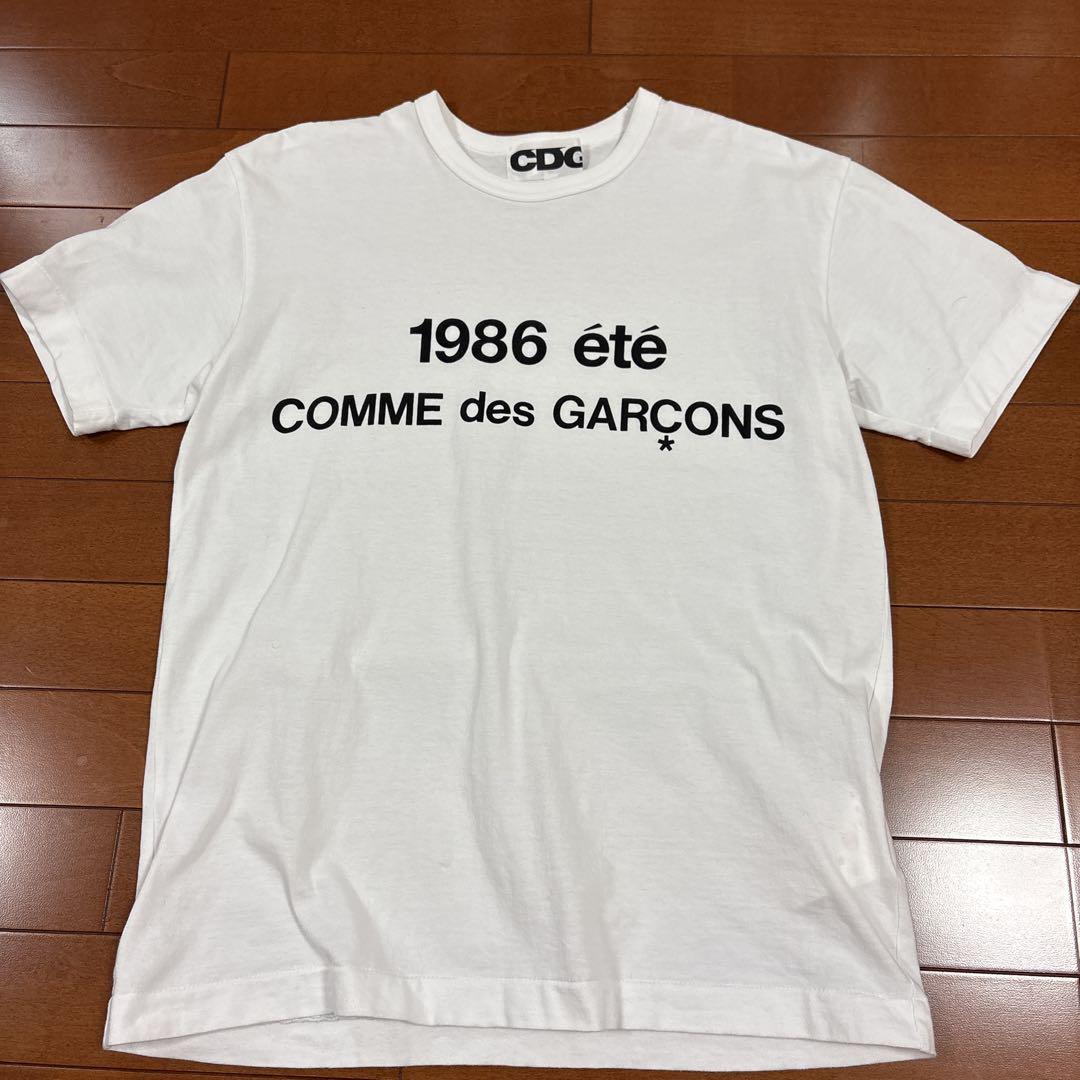 CDG
1986 été
COMME des GARÇONS
*